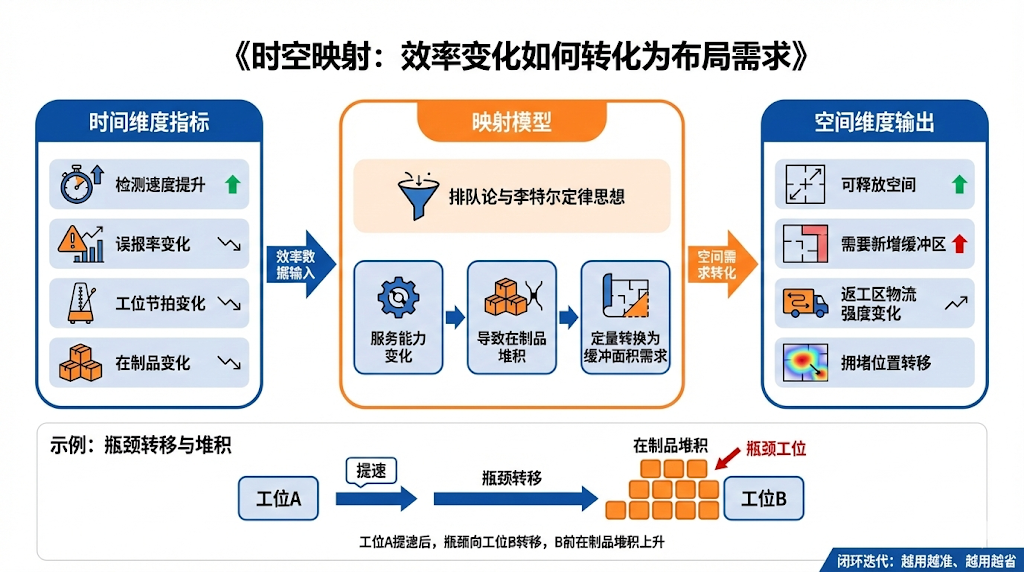 《时空映射：效率变化如何转化为布局需求》
时间维度指标
检测速度提升
误报率变化
工位节拍变化
在制品变化
效率数
据输入
映射模型
排队论与李特尔定律思想
服务能力
变化
导致在制品
堆积
定量转换为
缓冲面积需求
空间需
求转化
空间维度输出
可释放空间
需要新增缓冲区
返工区物流
强度变化
拥堵位置转移
示例：瓶颈转移与堆积
工位A
提速
瓶颈转移
在制品堆积
瓶颈工位
工位B
工位A提速后，瓶颈向工位B转移，B前在制品堆积上升
闭环迭代：越用越准、越用越省